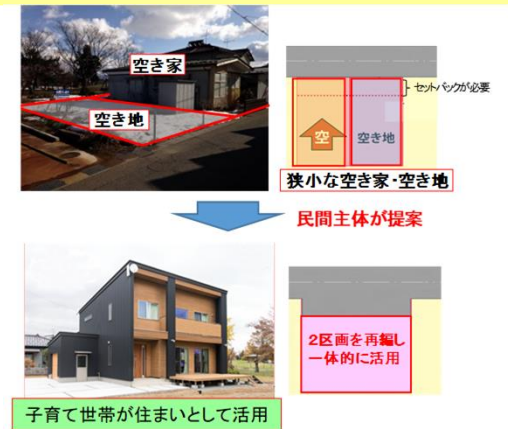 空き家
空き地
セットバックが必要
空
空き地
狭小な空き家・空き地
民間主体が提案
2区画を再編し
一体的に活用
子育て世帯が住まいとして活用